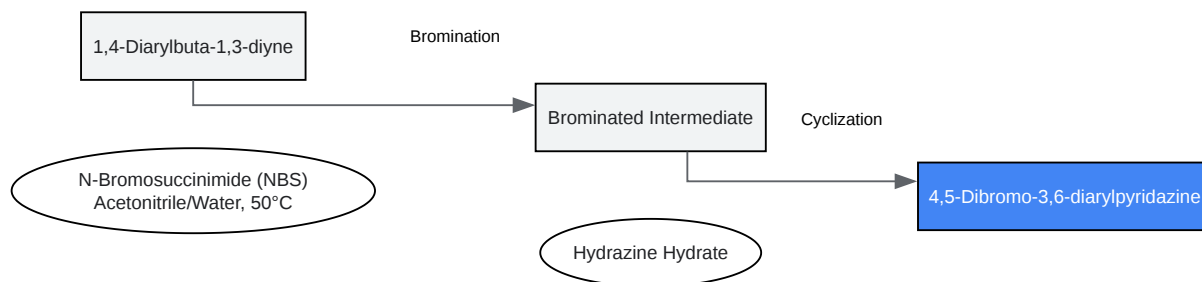 1,4-Diarylbuta-1,3-diyne
Bromination
Brominated Intermediate
Cyclization
N-Bromosuccinimide (NBS)
Acetonitrile/Water, 50°C
4,5-Dibromo-3,6-diarylpyridazine
Hydrazine Hydrate